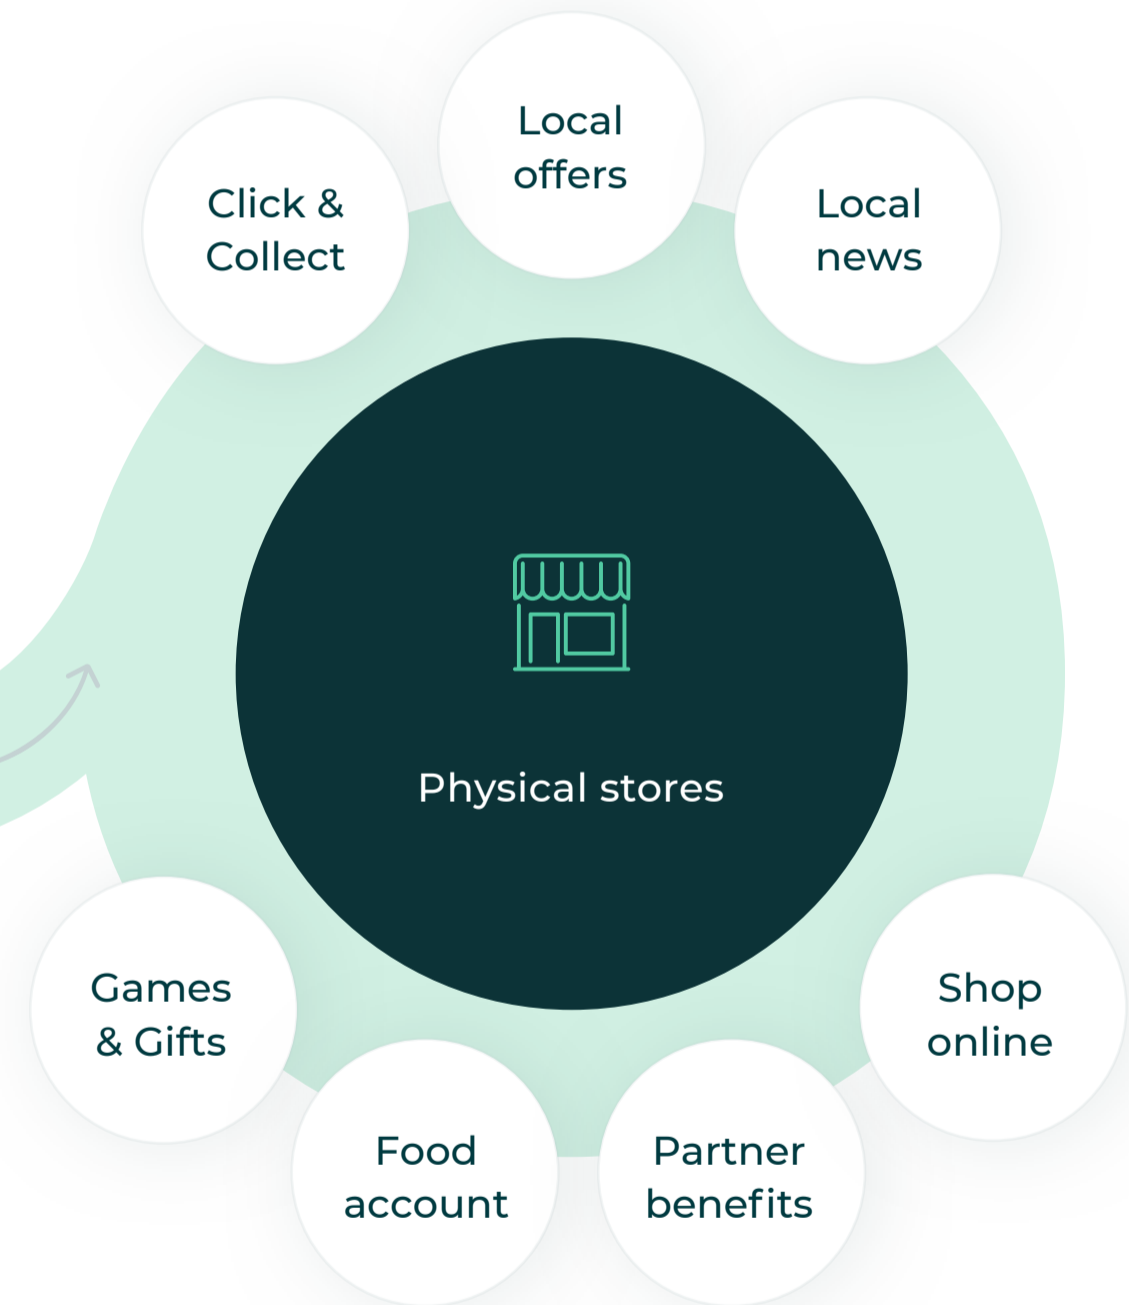 Local
offers
Click &
Collect
Local
news
Physical stores
Games
& Gifts
Shop
online
Food
account
Partner
benefits